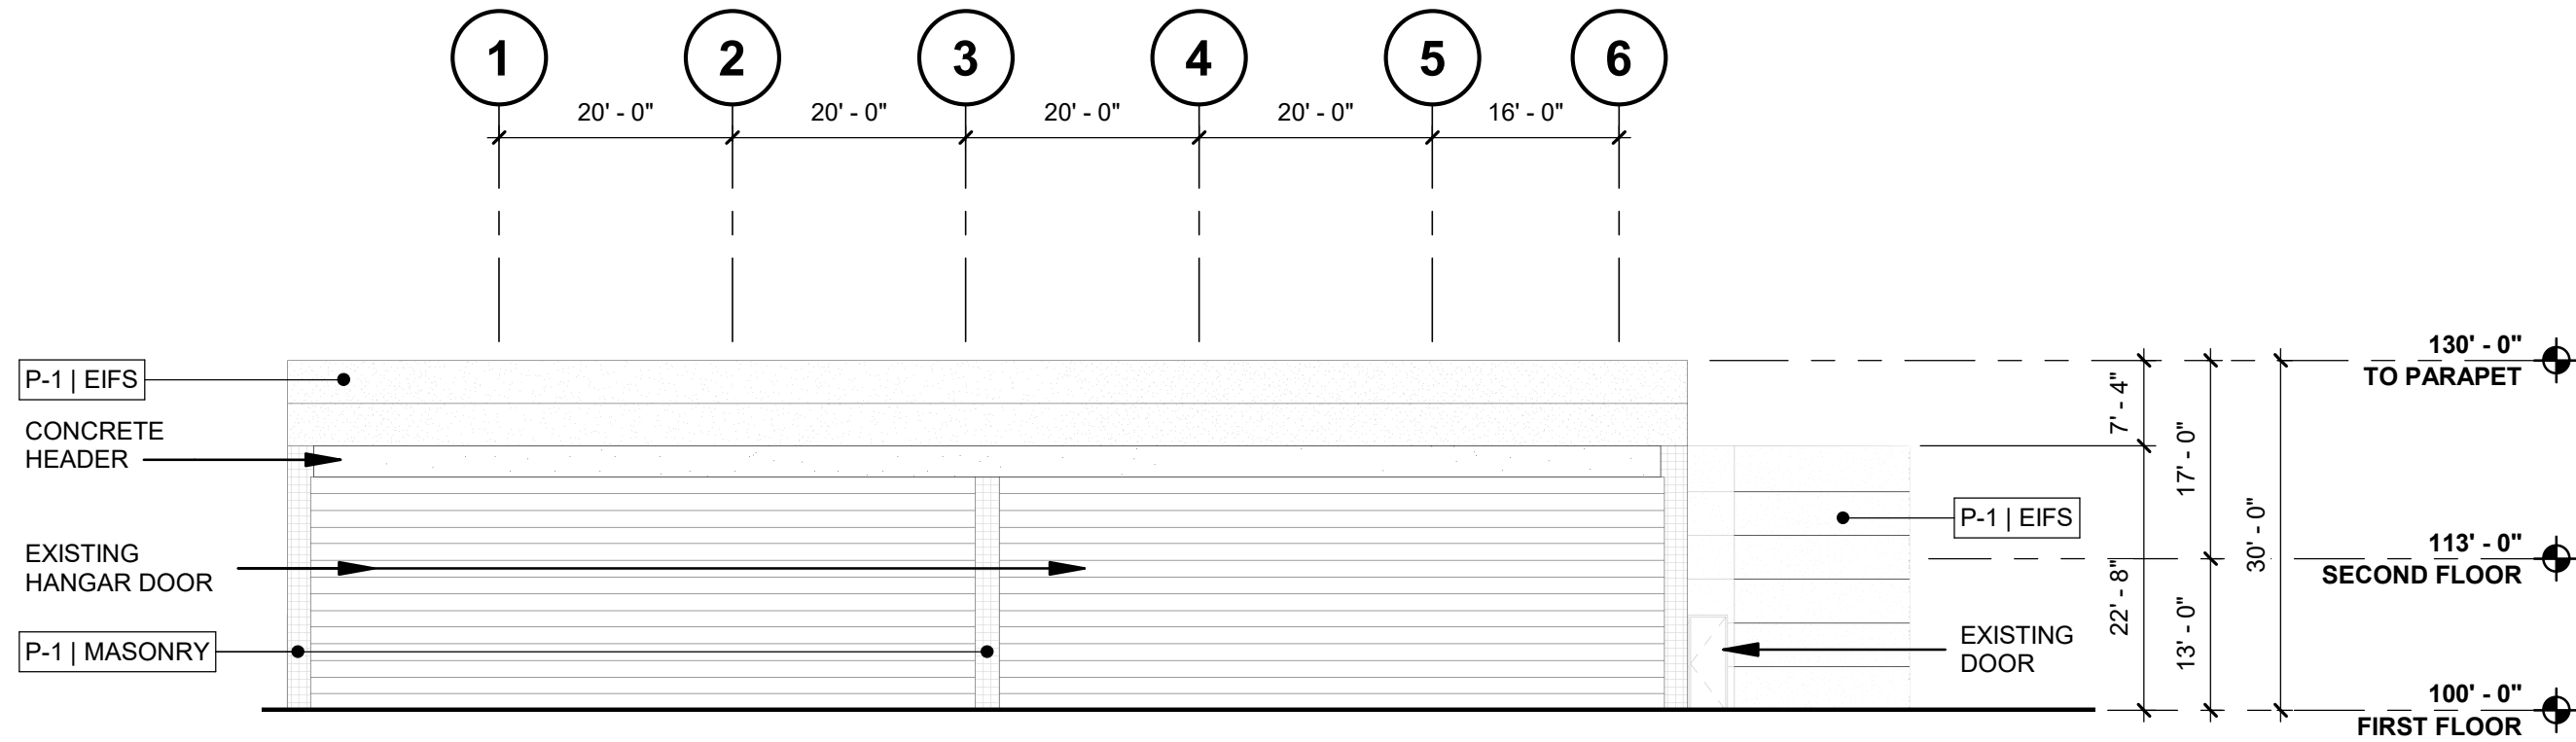 1 2 3 4 5 6
20' - 0" 20' - 0" 20' - 0" 20' - 0" 16' - 0"
P-1 | EIFS
CONCRETE
HEADER
EXISTING
HANGAR DOOR
P-1 | MASONRY
P-1 | EIFS
EXISTING
DOOR
7' - 4"
22' - 8"
17' - 0"
13' - 0"
30' - 0"
130' - 0"
TO PARAPET
113' - 0"
SECOND FLOOR
100' - 0"
FIRST FLOOR